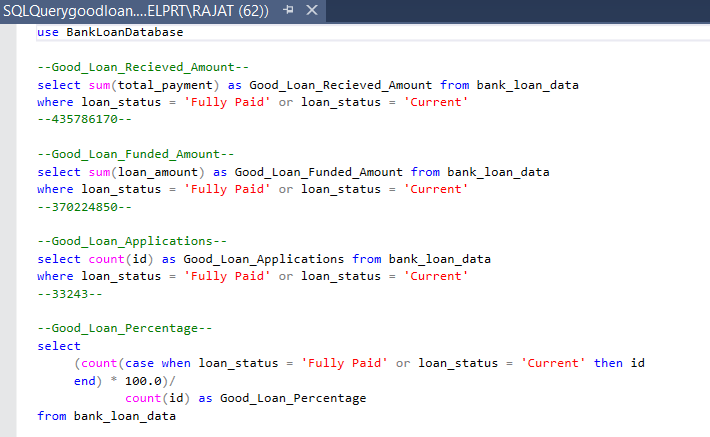 SQLQuerygoodloan....ELPRT\RAJAT (62))
use BankLoanDatabase
--Good_Loan_Recieved_Amount--
select sum(total_payment) as Good_Loan_Recieved_Amount from bank_loan_data
where loan_status = 'Fully Paid' or loan_status = 'Current'
--435786170--
--Good_Loan_Funded_Amount--
select sum(loan_amount) as Good_Loan_Funded_Amount from bank_loan_data
where loan_status = 'Fully Paid' or loan_status = 'Current'
--370224850--
--Good_Loan_Applications--
select count(id) as Good_Loan_Applications from bank_loan_data
where loan_status = 'Fully Paid' or loan_status = 'Current'
--33243--
--Good_Loan_Percentage--
select
(count(case when loan_status = 'Fully Paid' or loan_status = 'Current' then id
end) * 100.0)/
count(id) as Good_Loan_Percentage
from bank_loan_data